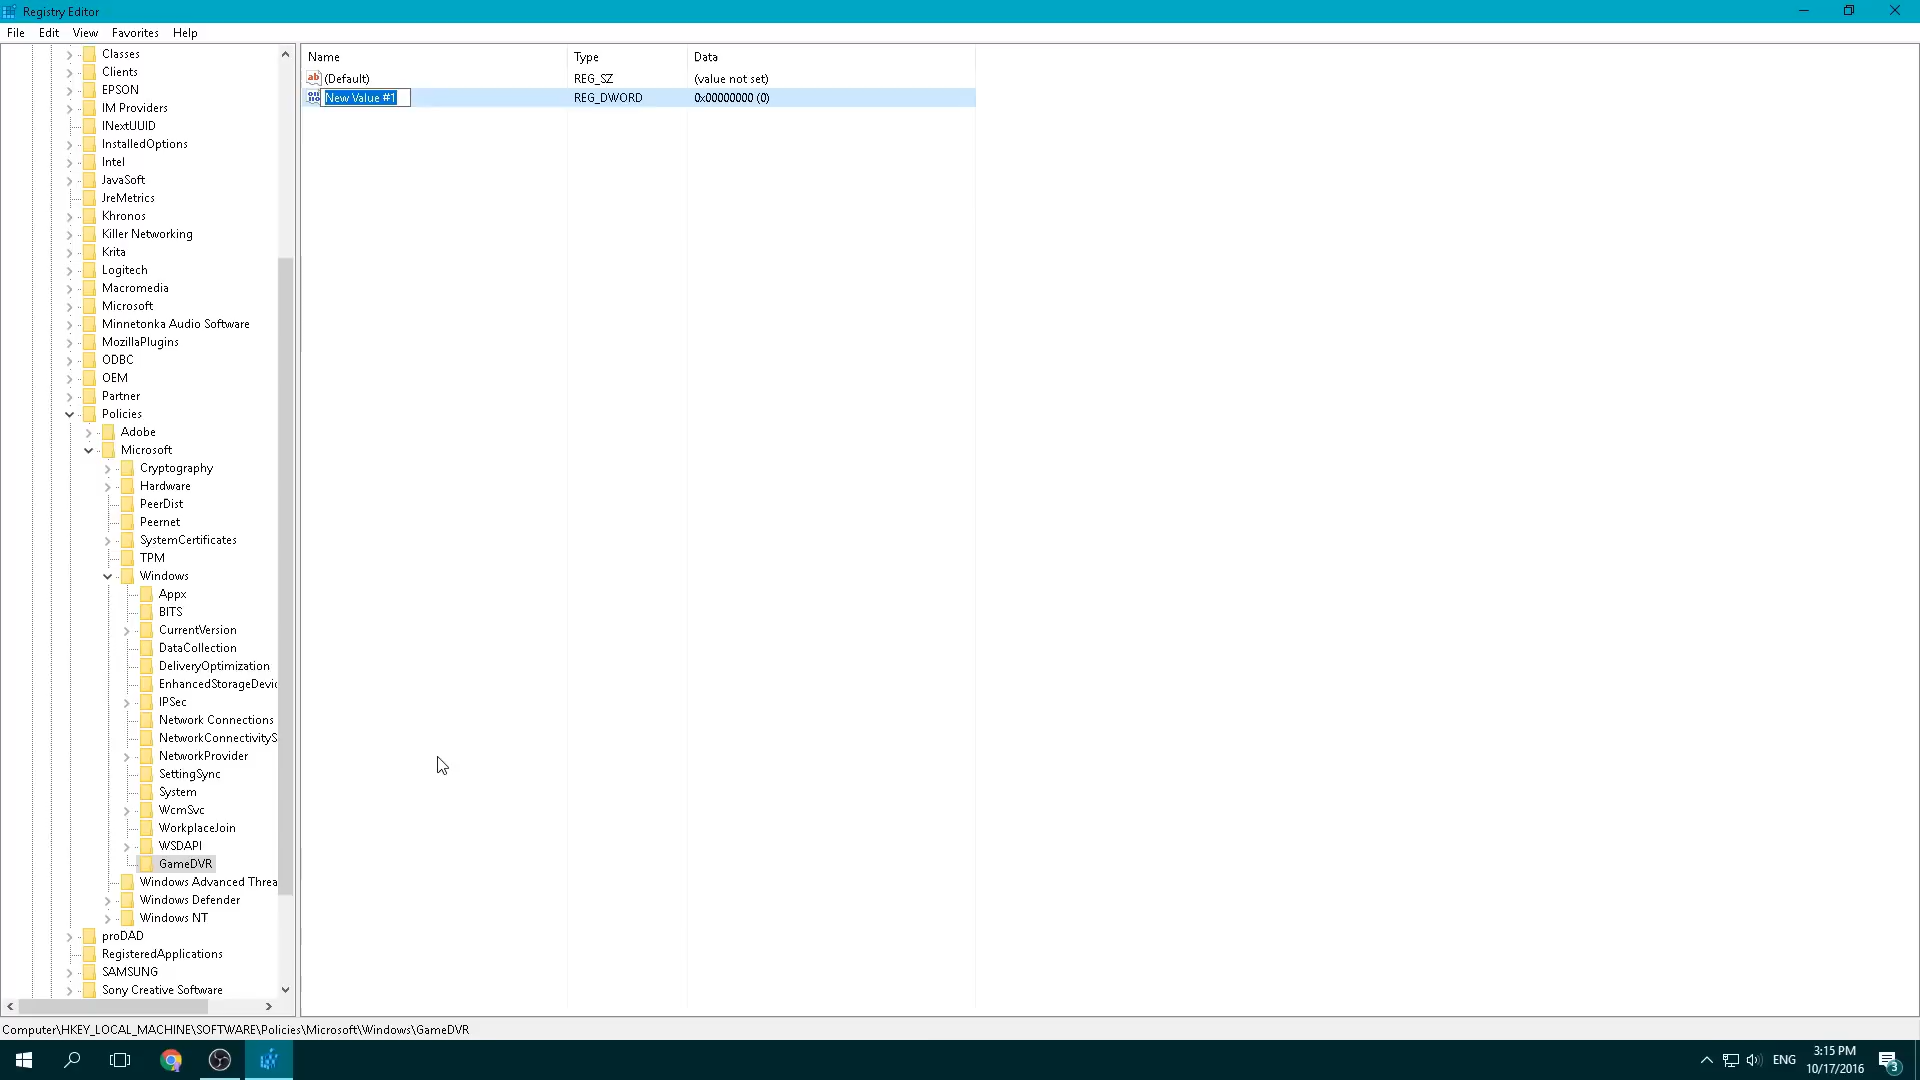 Registry Editor
File Edit View Favorites Help
Classes
Clients
EPSON
IM Providers
INextUUID
InstalledOptions
Intel
JavaSoft
JreMetrics
Khronos
Killer Networking
Krita
Logitech
Macromedia
Microsoft
Minnetonka Audio Software
MozillaPlugins
ODBC
OEM
Partner
Policies
Adobe
Microsoft
Cryptography
Hardware
PeerDist
Peernet
SystemCertificates
TPM
Windows
Appx
BITS
CurrentVersion
DataCollection
DeliveryOptimization
EnhancedStorageDevic
IPSec
Network Connections
NetworkConnectivityS
NetworkProvider
SettingSync
System
WcmSvc
WorkplaceJoin
WSDAPI
GameDVR
Windows Advanced Threa
Windows Defender
Windows NT
proDAD
RegisteredApplications
SAMSUNG
Sony Creative Software
Name Type Data
(Default) REG_SZ (value not set)
New Value #1 REG_DWORD 0x00000000 (0)
Computer\HKEY_LOCAL_MACHINE\SOFTWARE\Policies\Microsoft\Windows\GameDVR
ENG
3:15 PM
10/17/2016
3